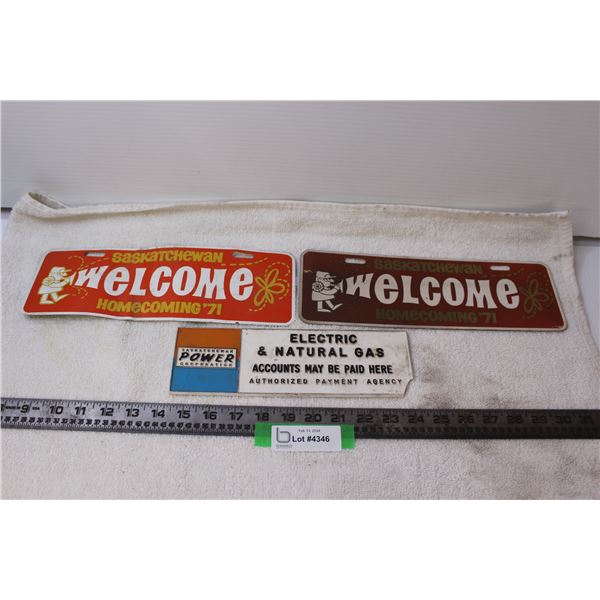 SASKATCHEWAN
WELCOME
HOMECOMING '71
SASKATCHEWAN
WELCOME
HOMECOMING '71
SASKATCHEWAN
POWER
CORPORATION
ELECTRIC
& NATURAL GAS
ACCOUNTS MAY BE PAID HERE
AUTHORIZED PAYMENT AGENCY
9 10 11 12 13 14 15 16 17 18 19 20 21 22 23 24 25 26 27 28 29 30
Lot #4346